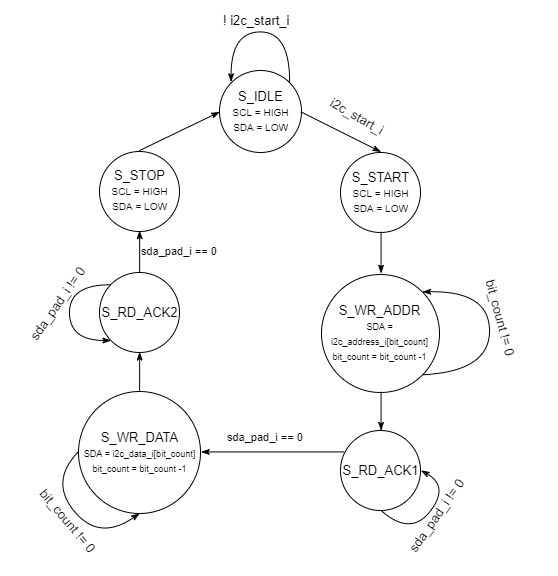 ! i2c_start_i
S_IDLE
SCL = HIGH
SDA = LOW
i2c_start_i
S_STOP
SCL = HIGH
SDA = LOW
S_START
SCL = HIGH
SDA = LOW
sda_pad_i == 0
sda_pad_i != 0
S_RD_ACK2
S_WR_ADDR
SDA =
i2c_address_i[bit_count]
bit_count = bit_count -1
bit_count != 0
S_WR_DATA
SDA = i2c_data_i[bit_count]
bit_count = bit_count -1
bit_count != 0
sda_pad_i == 0
S_RD_ACK1
sda_pad_i != 0